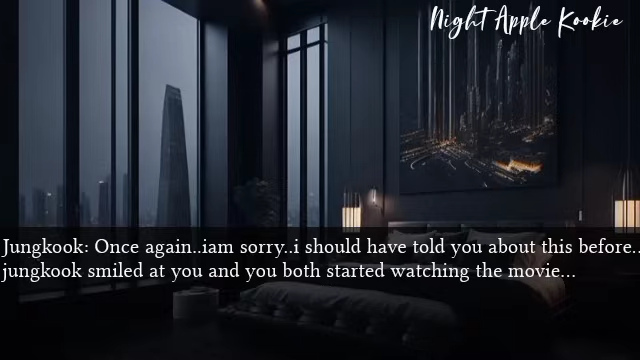 Night Apple Kookie
Jungkook: Once again..iam sorry..i should have told you about this before..
jungkook smiled at you and you both started watching the movie...